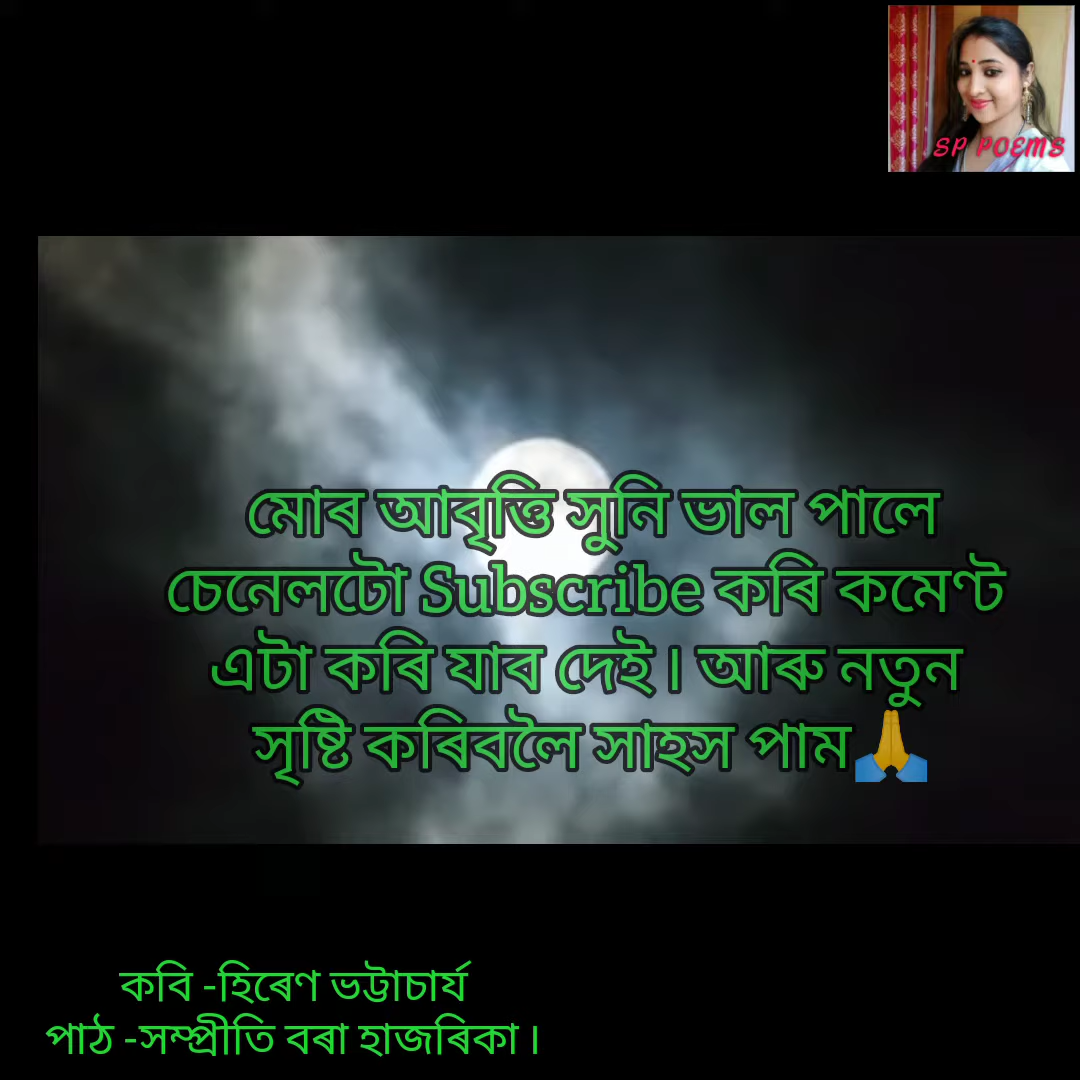 SP POEMS
মোৰ আবৃত্তি সুনি ভাল পালে
চেনেলটো Subscribe কৰি কমেণ্ট
এটা কৰি যাব দেই। আৰু নতুন
সৃষ্টি কৰিবলৈ সাহস পাম🙏
কবি -হিৰেণ ভট্টাচাৰ্য
পাঠ -সম্প্ৰীতি বৰা হাজৰিকা।